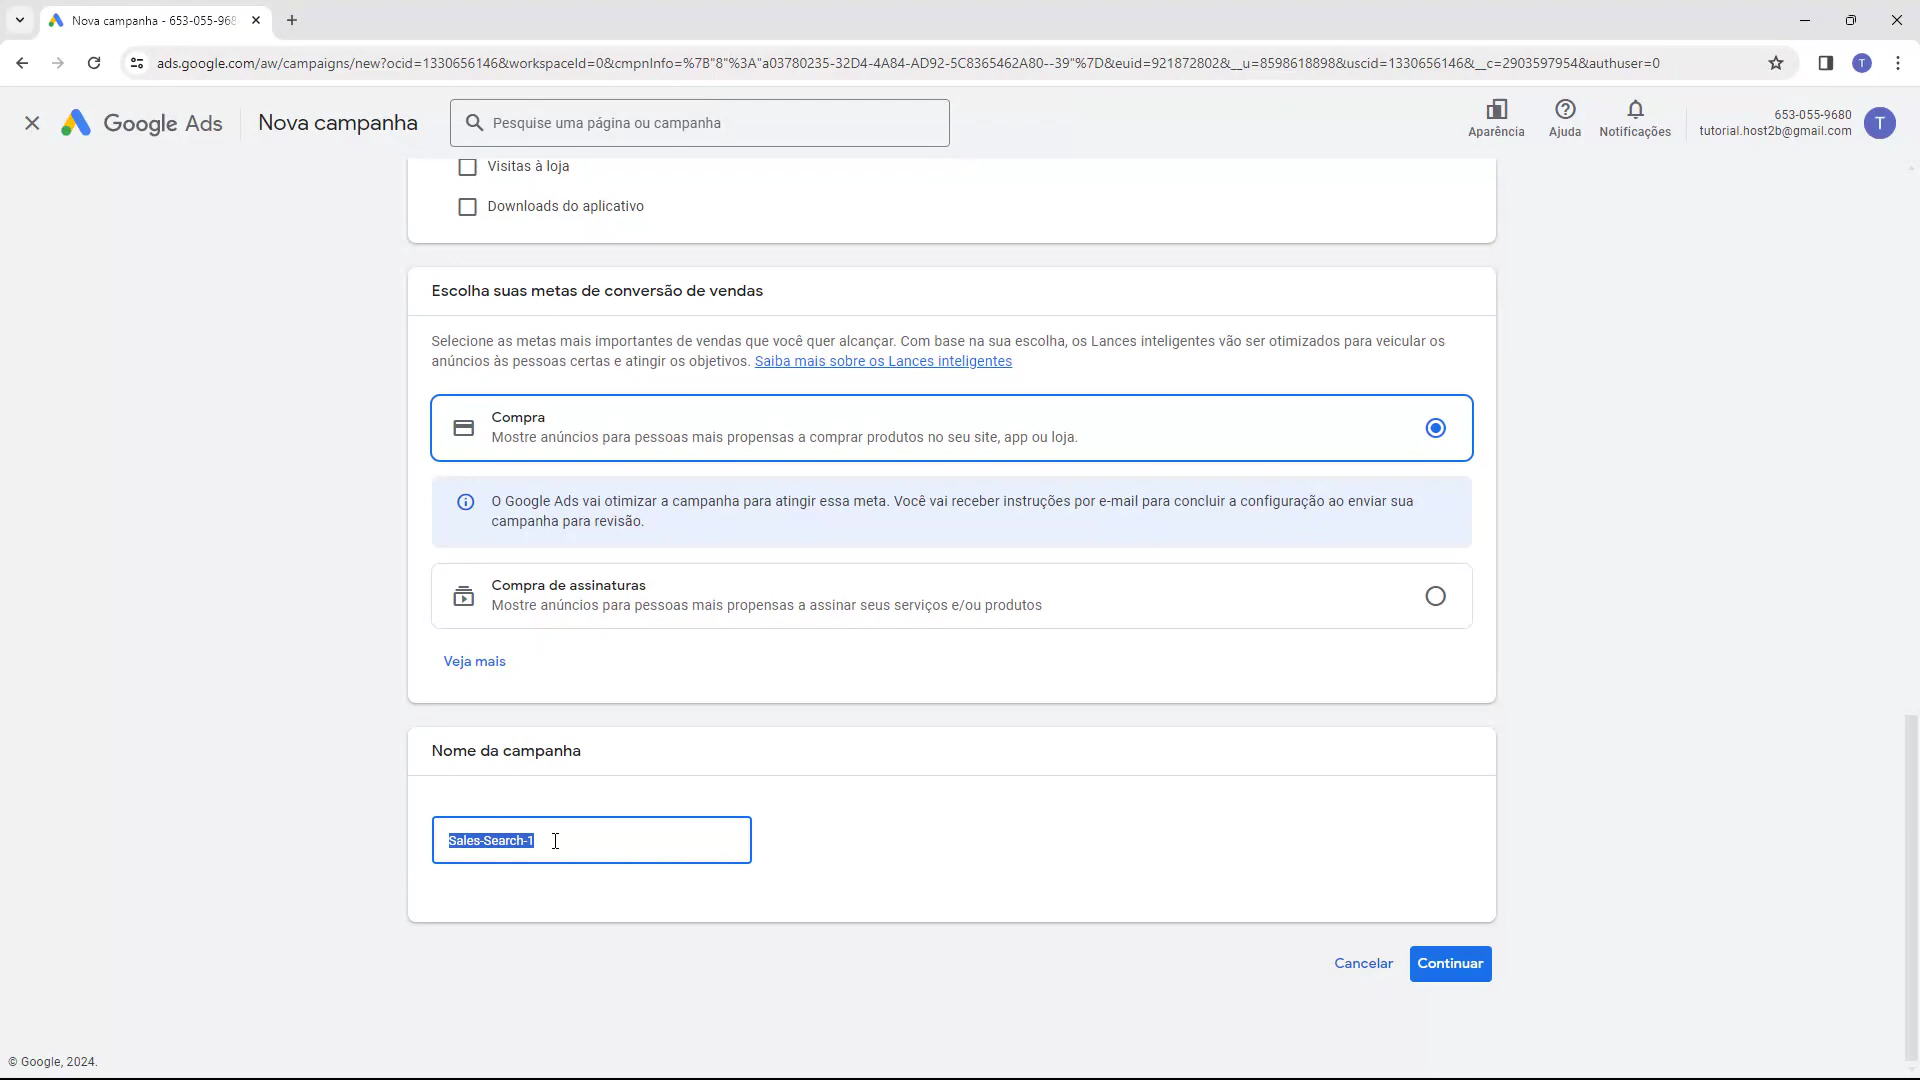 Nova campanha - 653-055-968
ads.google.com/aw/campaigns/new?ocid=1330656146&workspaceId=0&cmpnInfo=%7B"8"%3A"a03780235-32D4-4A84-AD92-5C8365462A80--39"%7D&euid=921872802&__u=8598618898&uscid=1330656146&__c=2903597954&authuser=0
T
Google Ads
Nova campanha
Pesquise uma página ou campanha
Aparência
Ajuda
Notificações
653-055-9680
tutorial.host2b@gmail.com
T
Visitas à loja
Downloads do aplicativo
Escolha suas metas de conversão de vendas
Selecione as metas mais importantes de vendas que você quer alcançar. Com base na sua escolha, os Lances inteligentes vão ser otimizados para veicular os
anúncios às pessoas certas e atingir os objetivos. Saiba mais sobre os Lances inteligentes
Compra
Mostre anúncios para pessoas mais propensas a comprar produtos no seu site, app ou loja.
O Google Ads vai otimizar a campanha para atingir essa meta. Você vai receber instruções por e-mail para concluir a configuração ao enviar sua
campanha para revisão.
Compra de assinaturas
Mostre anúncios para pessoas mais propensas a assinar seus serviços e/ou produtos
Veja mais
Nome da campanha
Sales-Search-1
Cancelar
Continuar
© Google, 2024.